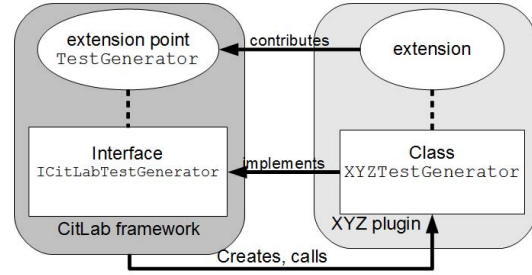 extension point
TestGenerator
contributes
extension
Interface
ICitLabTestGenerator
implements
Class
XYZTestGenerator
CitLab framework
XYZ plugin
Creates, calls